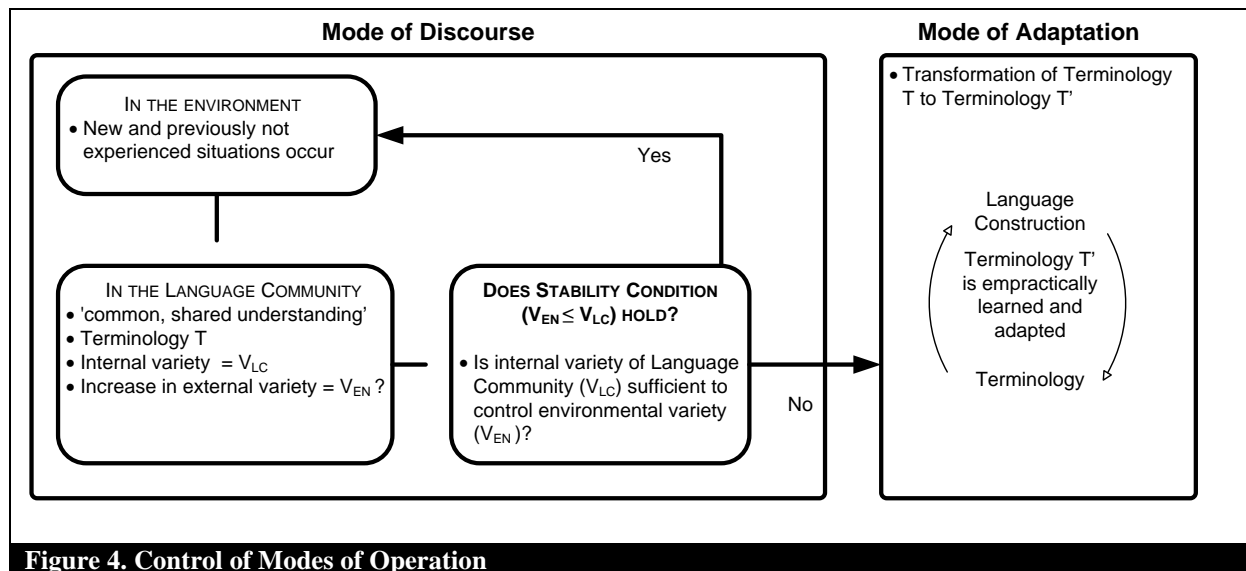 Mode of Discourse
Mode of Adaptation
IN THE ENVIRONMENT
• New and previously not
experienced situations occur
Yes
IN THE LANGUAGE COMMUNITY
• 'common, shared understanding'
• Terminology T
• Internal variety = VLC
• Increase in external variety = VEN ?
DOES STABILITY CONDITION
(VEN ≤ VLC) HOLD?
• Is internal variety of Language
Community (VLC) sufficient to
control environmental variety
(VEN )?
No
• Transformation of Terminology
T to Terminology T'
Language
Construction
Terminology T'
is empractically
learned and
adapted
Terminology
Figure 4. Control of Modes of Operation